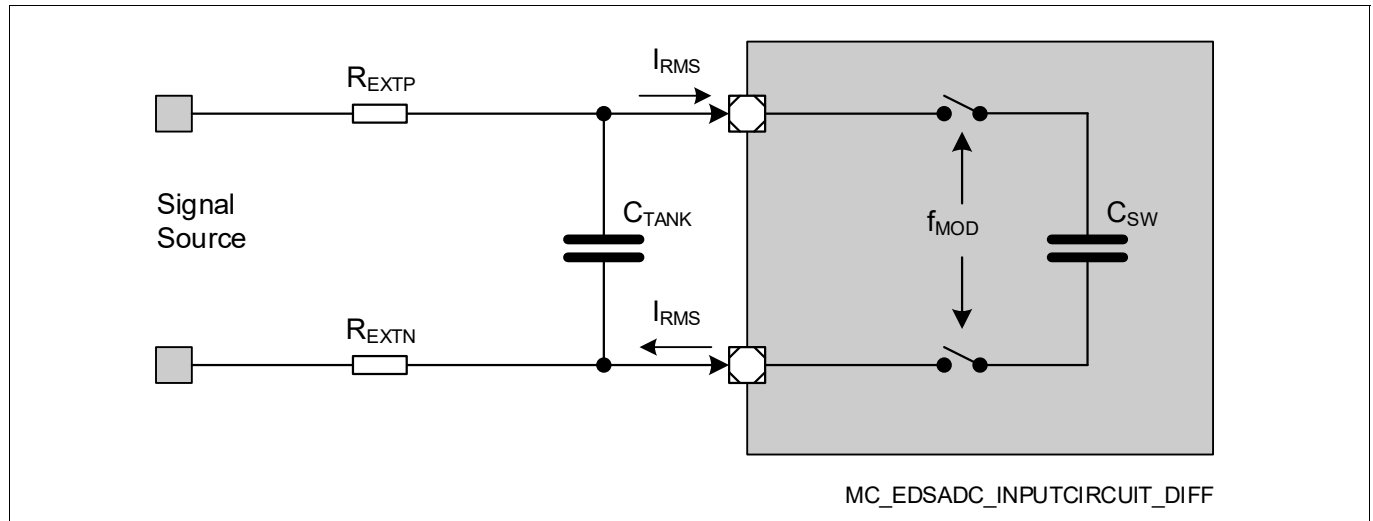 R_EXTP
I_RMS
Signal
Source
C_TANK
f_MOD
C_SW
R_EXTN
I_RMS
MC_EDSADC_INPUTCIRCUIT_DIFF